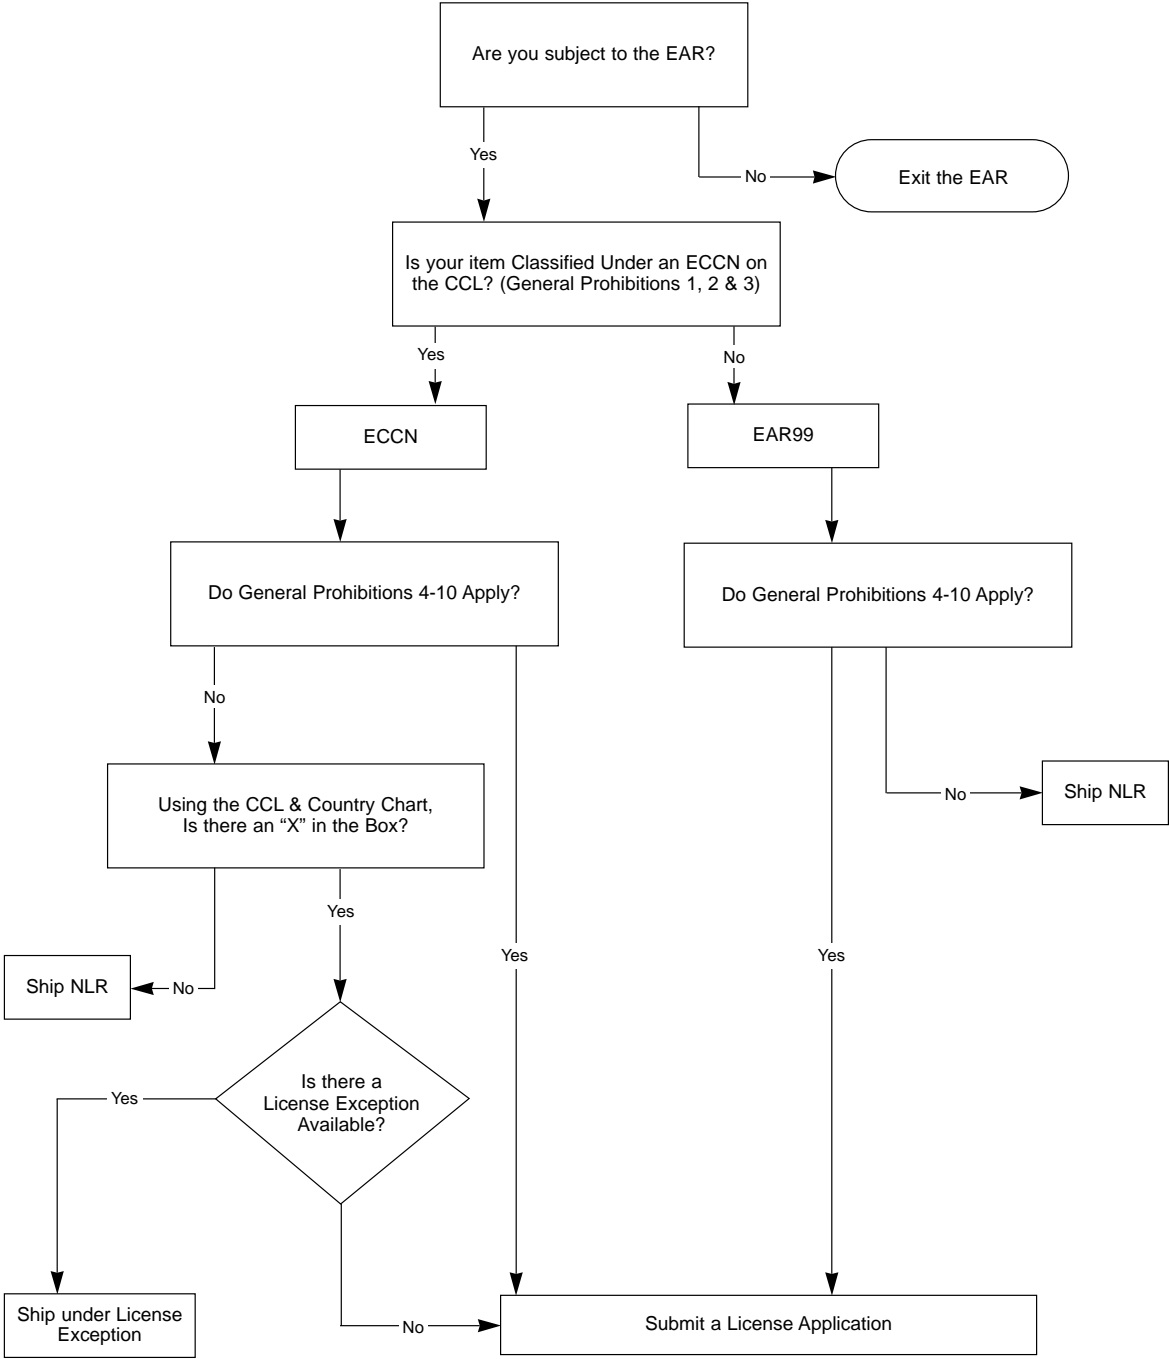 Are you subject to the EAR?
Yes
No
Exit the EAR
Is your item Classified Under an ECCN on
the CCL? (General Prohibitions 1, 2 & 3)
Yes
No
ECCN
EAR99
Do General Prohibitions 4-10 Apply?
Do General Prohibitions 4-10 Apply?
No
Using the CCL & Country Chart,
Is there an “X” in the Box?
No
Ship NLR
Yes
Yes
Yes
Ship NLR
No
Is there a
License Exception
Available?
Yes
Ship under License
Exception
No
Submit a License Application